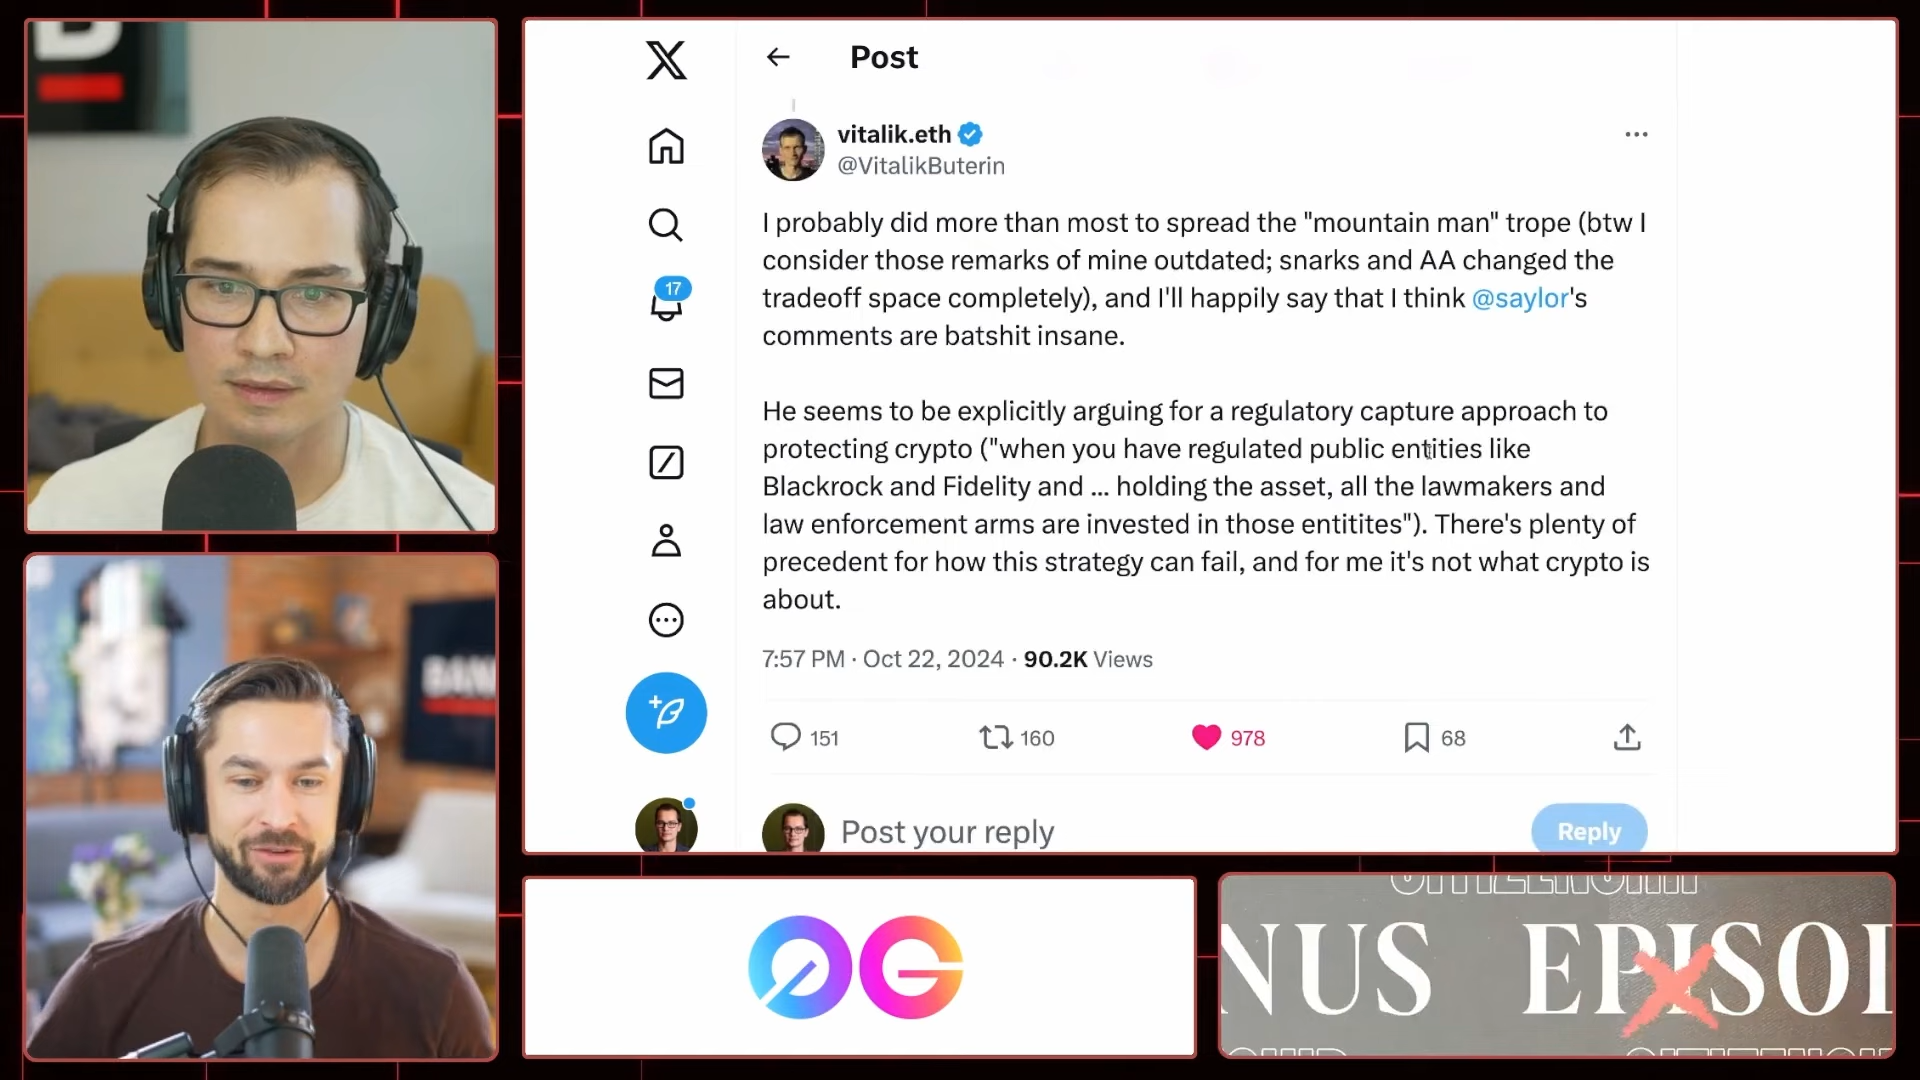 B
BAN
X
Post
vitalik.eth
@VitalikButerin
I probably did more than most to spread the "mountain man" trope (btw I
consider those remarks of mine outdated; snarks and AA changed the
tradeoff space completely), and I'll happily say that I think @saylor's
comments are batshit insane.
He seems to be explicitly arguing for a regulatory capture approach to
protecting crypto ("when you have regulated public entities like
Blackrock and Fidelity and ... holding the asset, all the lawmakers and
law enforcement arms are invested in those entitites"). There's plenty of
precedent for how this strategy can fail, and for me it's not what crypto is
about.
7:57 PM · Oct 22, 2024 · 90.2K Views
151 160 978 68
Post your reply
Reply
17
0G
NUS EPISO